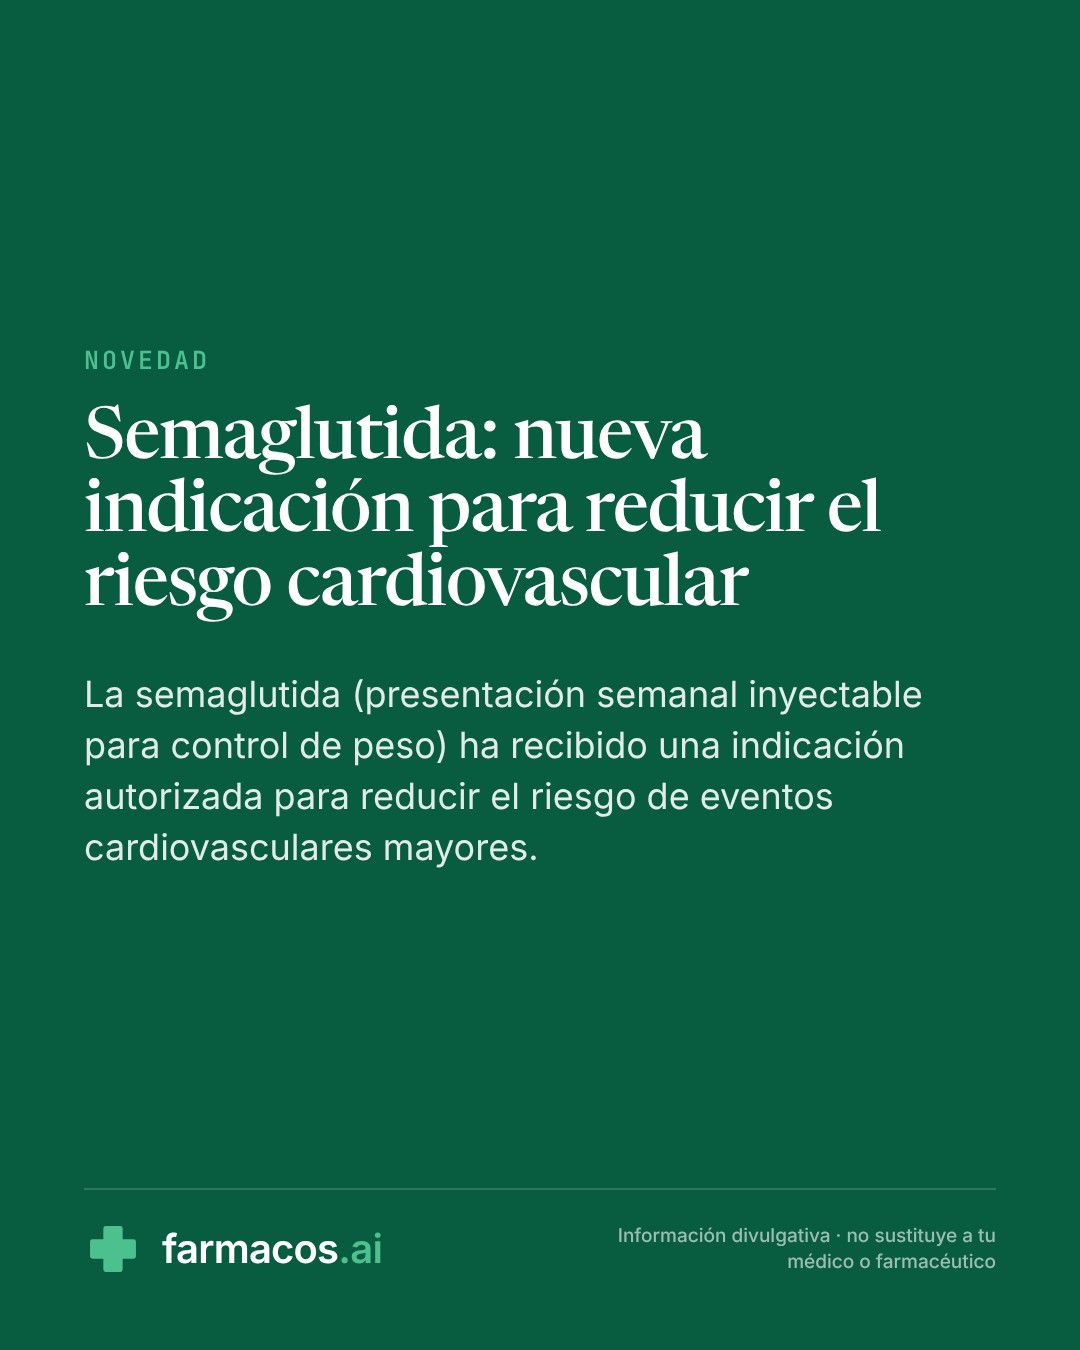 NOVEDAD
Semaglutida: nueva
indicación para reducir el
riesgo cardiovascular
La semaglutida (presentación semanal inyectable
para control de peso) ha recibido una indicación
autorizada para reducir el riesgo de eventos
cardiovasculares mayores.
farmacos.ai
Información divulgativa · no sustituye a tu
médico o farmacéutico